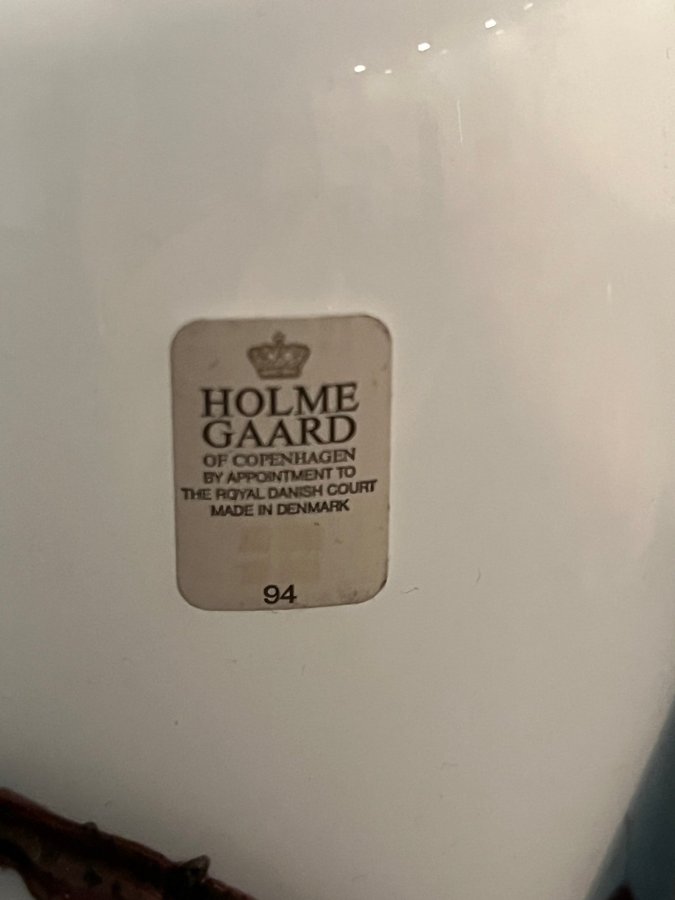 HOLME
GAARD
OF COPENHAGEN
BY APPOINTMENT TO
THE ROYAL DANISH COURT
MADE IN DENMARK
94